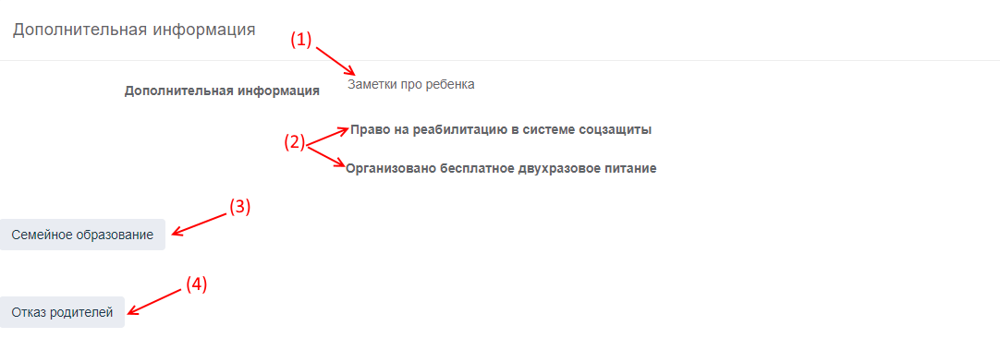 Дополнительная информация
(1)
Дополнительная информация
Заметки про ребенка
(2)
Право на реабилитацию в системе соцзащиты
Организовано бесплатное двухразовое питание
(3)
Семейное образование
(4)
Отказ родителей